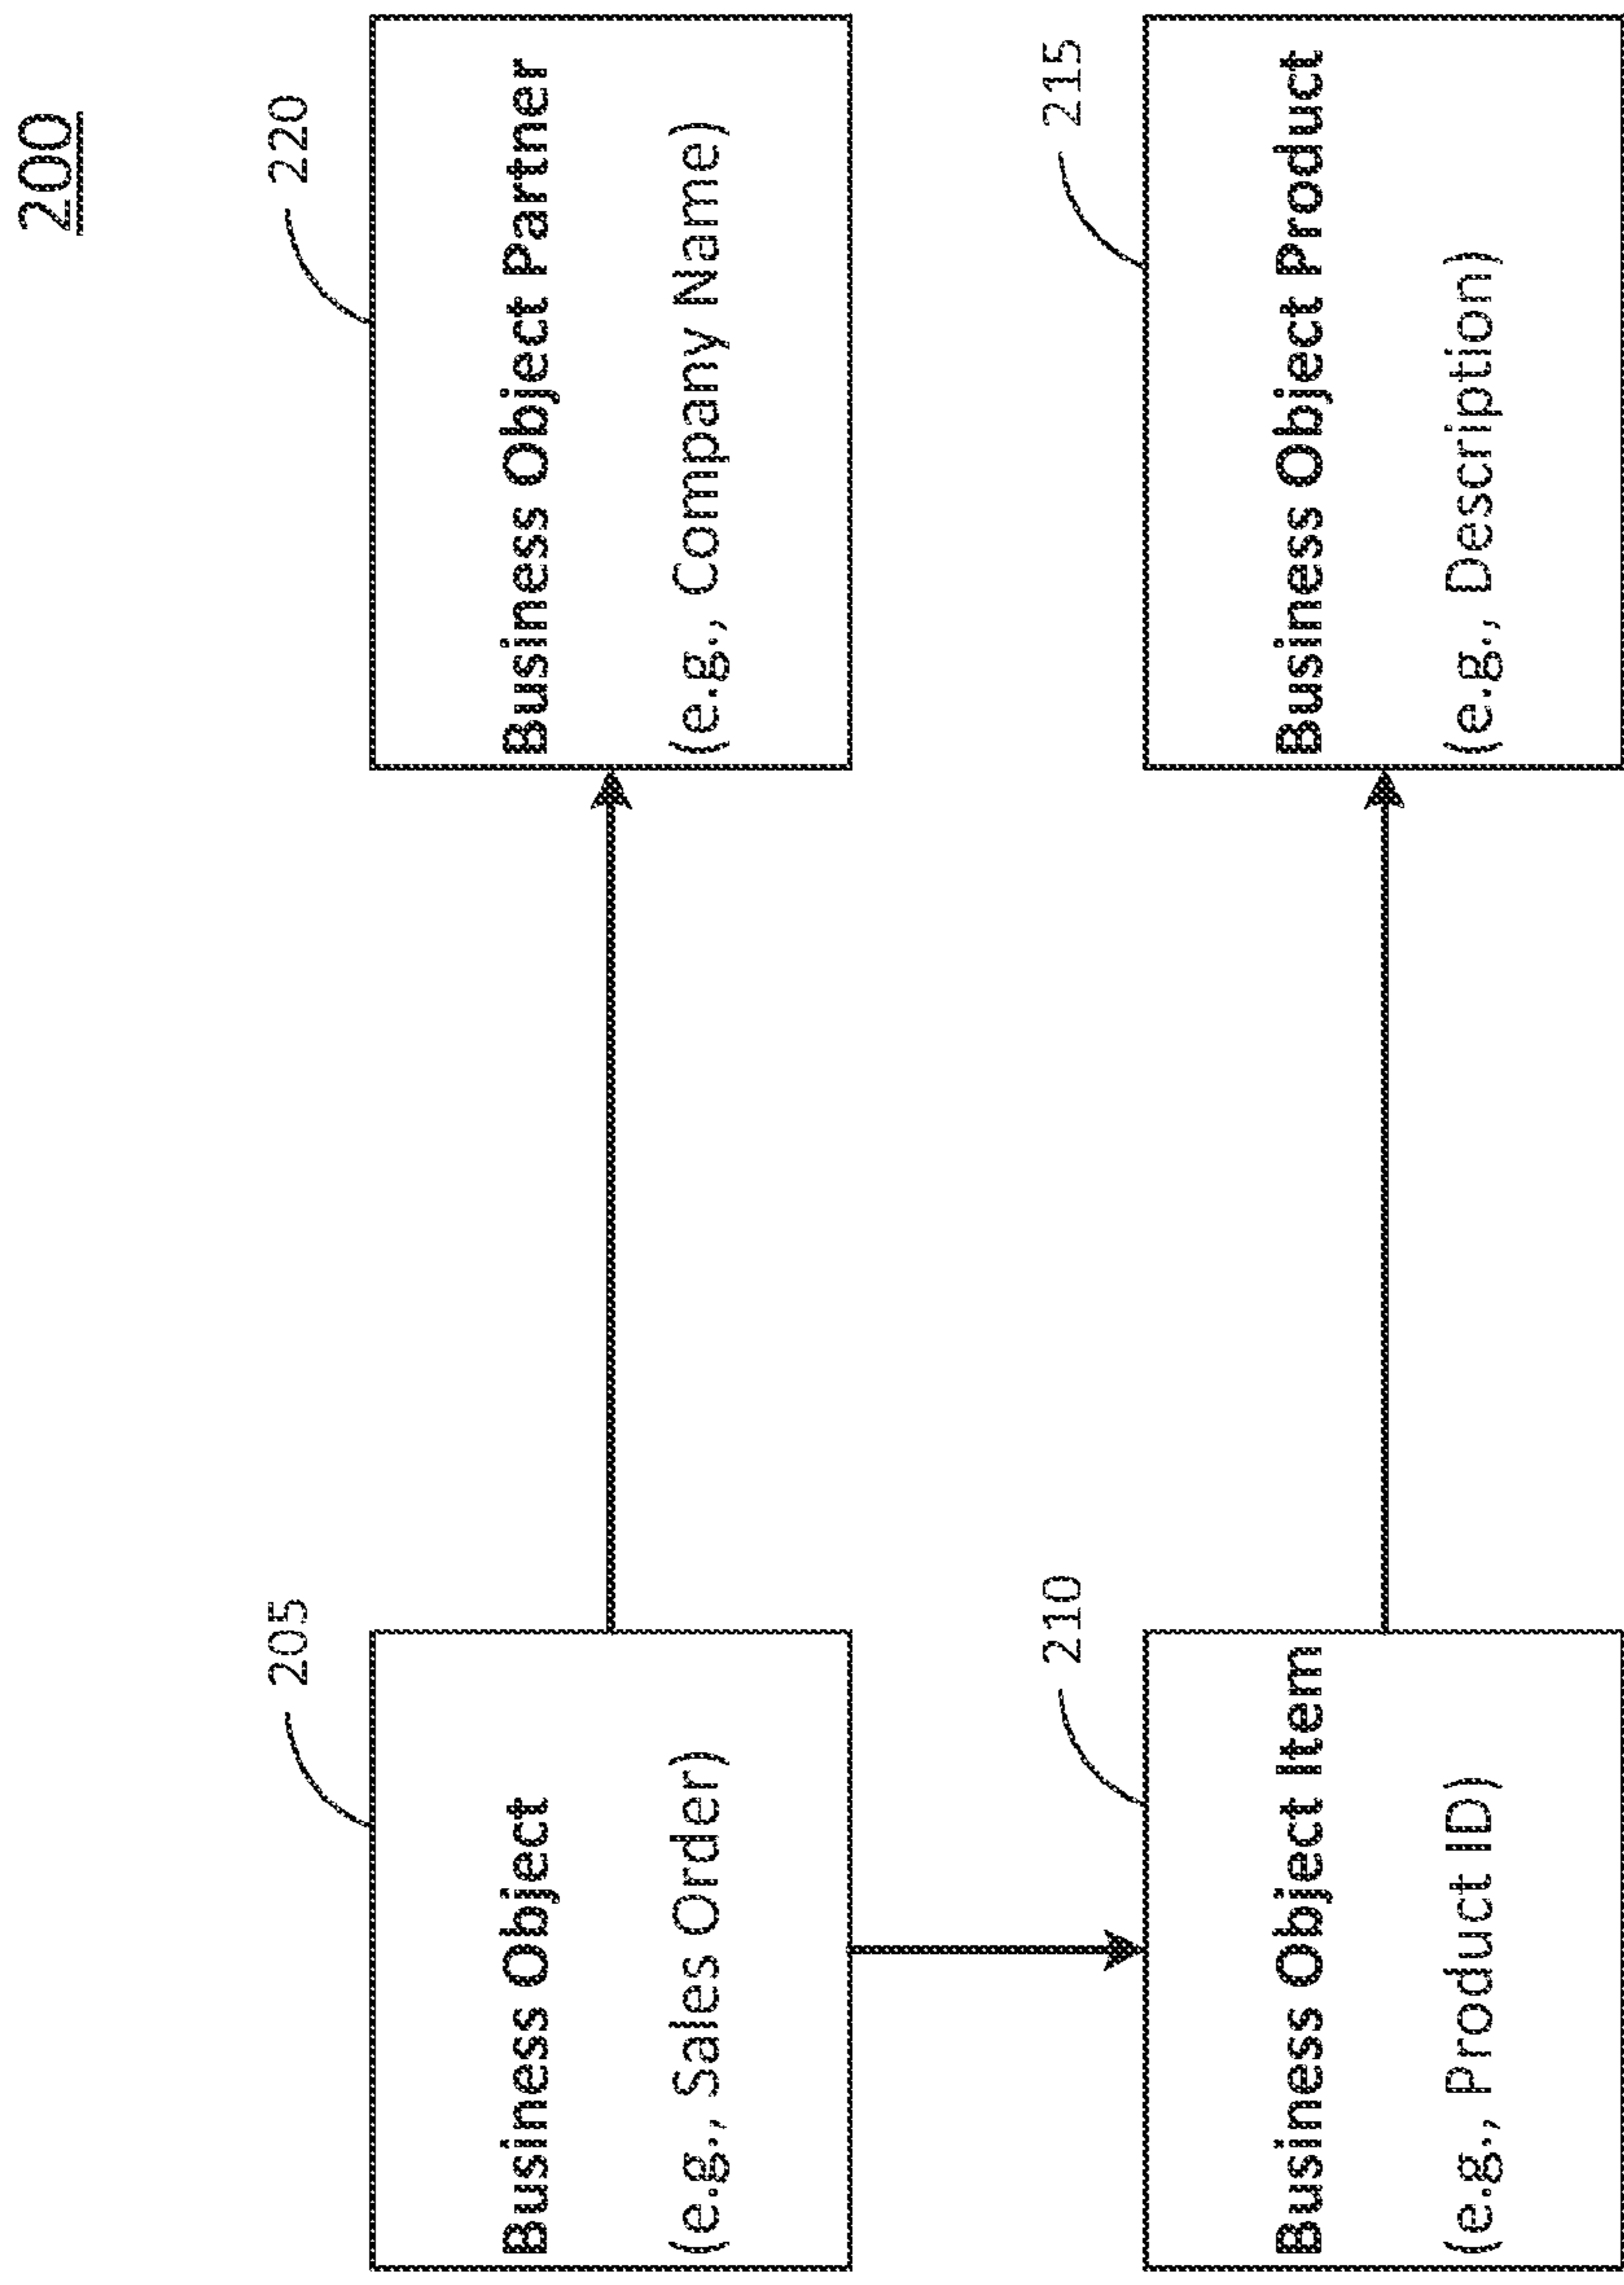 200
205
Business Object
(e.g., Sales Order)
220
Business Object Partner
(e.g., Company Name)
210
Business Object Item
(e.g., Product ID)
215
Business Object Product
(e.g., Description)